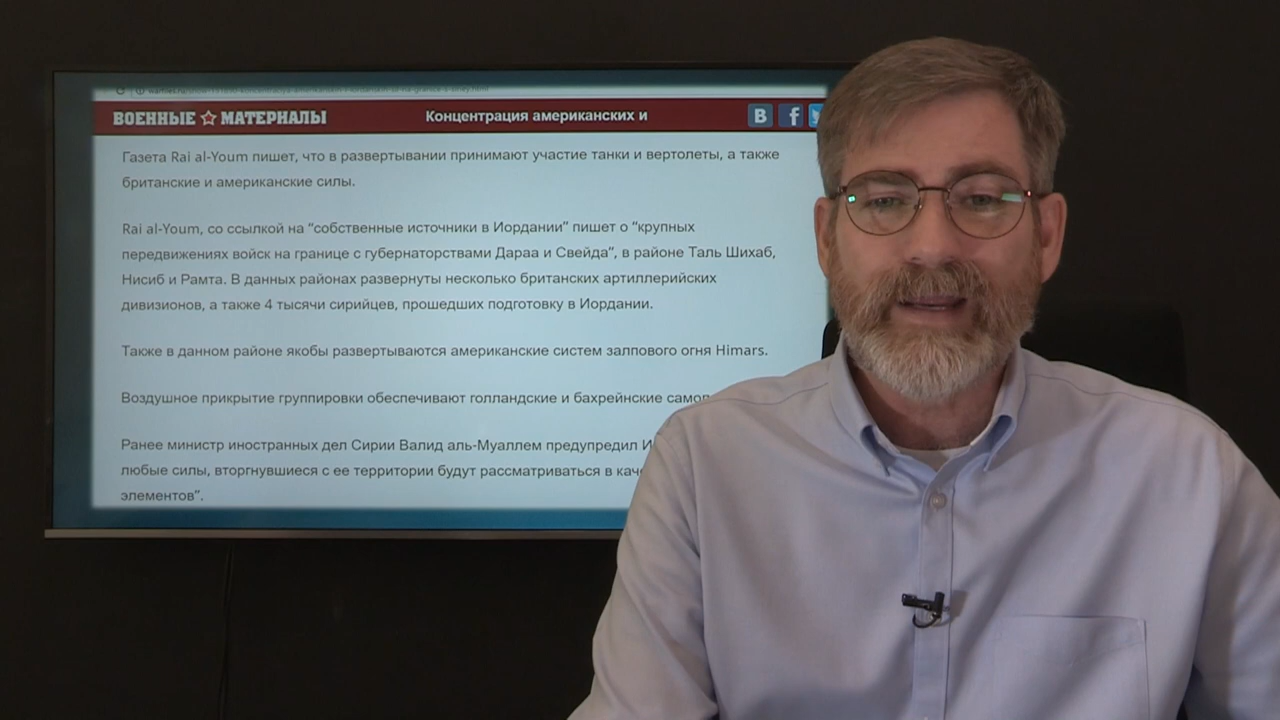 ВОЕННЫЕ ☆ МАТЕРИАЛЫ
Концентрация американских и
B f
Газета Rai al-Youm пишет, что в развертывании принимают участие танки и вертолеты, а также
британские и американские силы.
Rai al-Youm, со ссылкой на “собственные источники в Иордании” пишет о “крупных
передвижениях войск на границе с губернаторствами Дараа и Свейда”, в районе Таль Шихаб,
Нисиб и Рамта. В данных районах развернуты несколько британских артиллерийских
дивизионов, а также 4 тысячи сирийцев, прошедших подготовку в Иордании.
Также в данном районе якобы развертываются американские систем залпового огня Himars.
Воздушное прикрытие группировки обеспечивают голландские и бахрейнские
Ранее министр иностранных дел Сирии Валид аль-Муаллем предупредил
любые силы, вторгнувшиеся с ее территории будут рассматриваться в
элементов”.